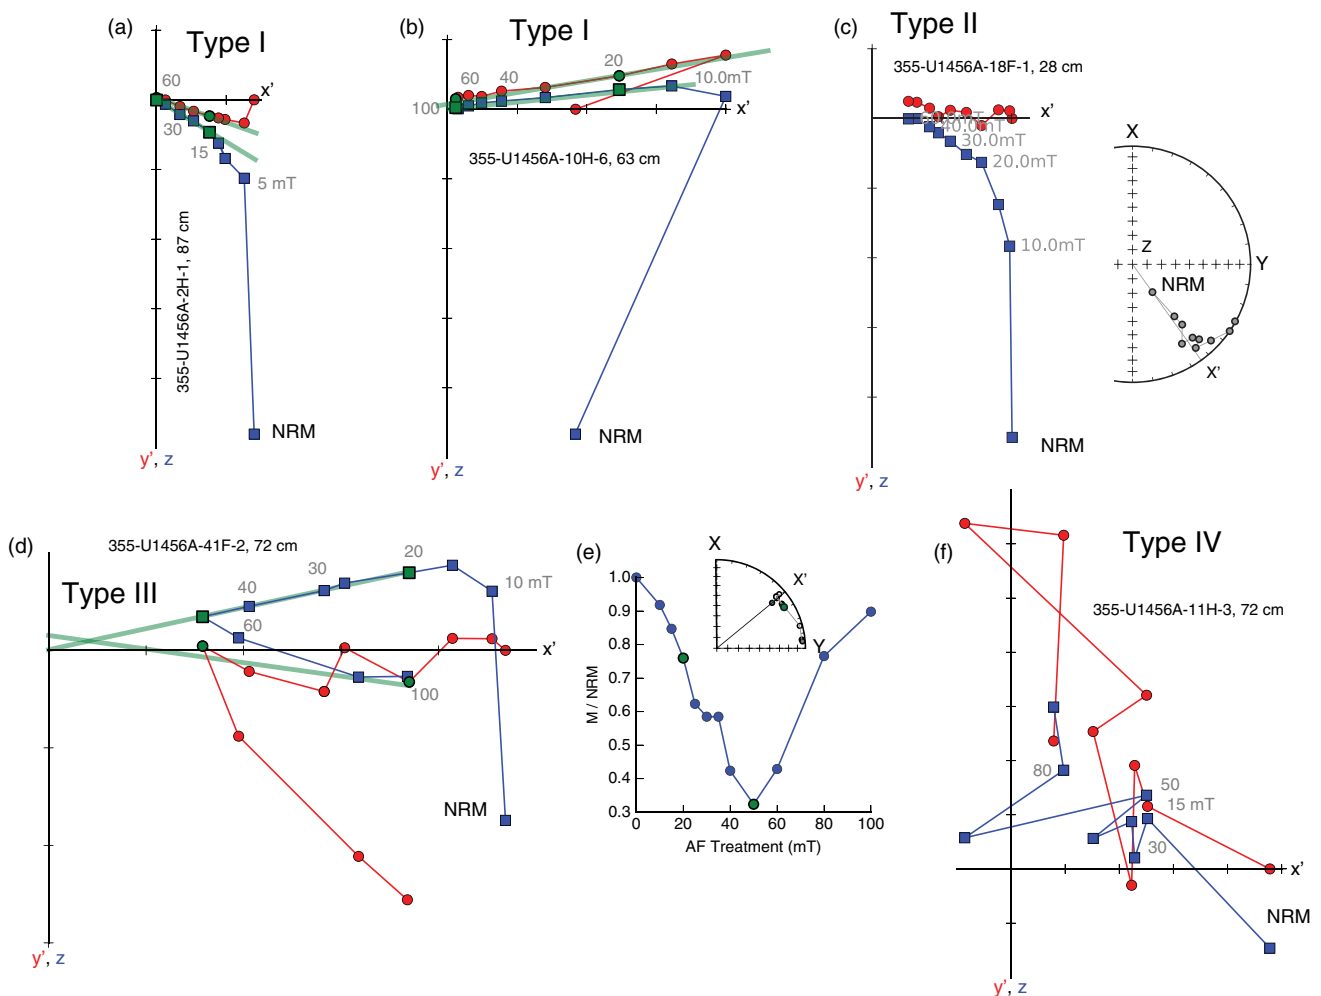 (a)
Type I
60
x'
30
15
5 mT
355-U1456A-2H-1, 87 cm
NRM
y', z
(b)
Type I
60
40
20
10.0mT
100
x'
355-U1456A-10H-6, 63 cm
NRM
y', z
(c)
Type II
355-U1456A-18F-1, 28 cm
x'
40.0mT
30.0mT
20.0mT
10.0mT
NRM
y', z
X
Z
Y
NRM
X'
(d)
355-U1456A-41F-2, 72 cm
Type III
40
30
20
10 mT
60
x'
100
NRM
y', z
(e)
X
X'
Y
1.0
0.9
0.8
0.7
0.6
0.5
0.4
0.3
M / NRM
0 20 40 60 80 100
AF Treatment (mT)
(f)
Type IV
355-U1456A-11H-3, 72 cm
80
50
15 mT
30
x'
NRM
y', z